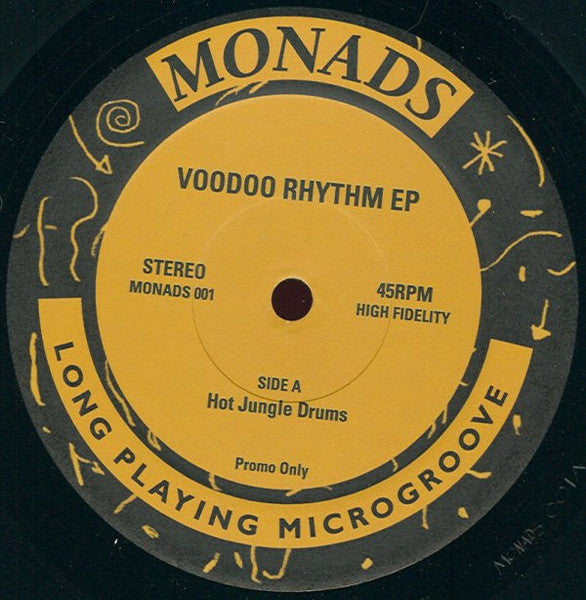 MONADS
VOODOO RHYTHM EP
STEREO
MONADS 001
45RPM
HIGH FIDELITY
SIDE A
Hot Jungle Drums
Promo Only
LONG PLAYING MICROGROOVE
MONADS